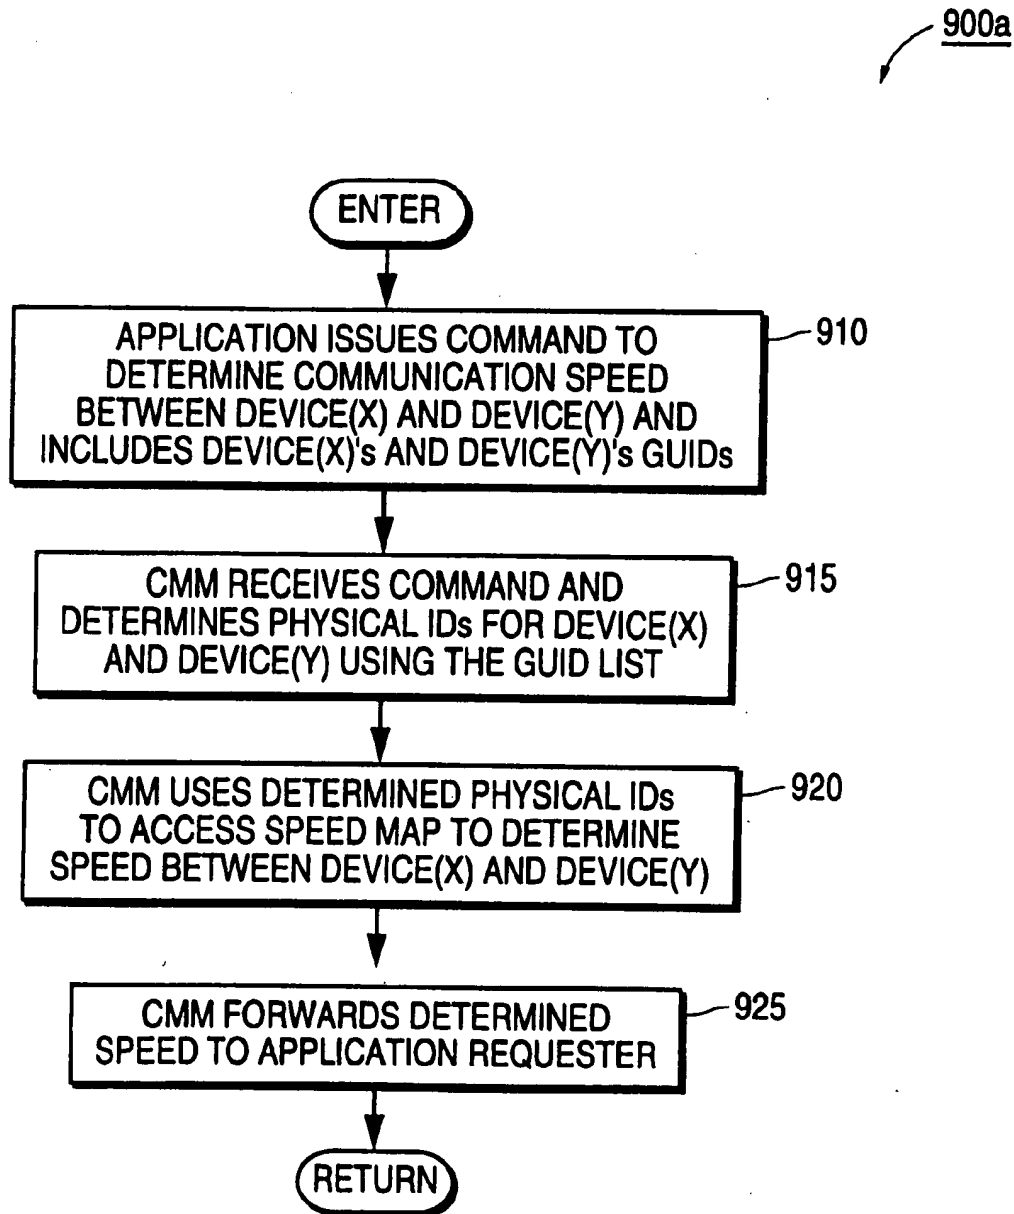 900a
ENTER
APPLICATION ISSUES COMMAND TO
DETERMINE COMMUNICATION SPEED
BETWEEN DEVICE(X) AND DEVICE(Y) AND
INCLUDES DEVICE(X)'s AND DEVICE(Y)'s GUIDs
910
CMM RECEIVES COMMAND AND
DETERMINES PHYSICAL IDs FOR DEVICE(X)
AND DEVICE(Y) USING THE GUID LIST
915
CMM USES DETERMINED PHYSICAL IDs
TO ACCESS SPEED MAP TO DETERMINE
SPEED BETWEEN DEVICE(X) AND DEVICE(Y)
920
CMM FORWARDS DETERMINED
SPEED TO APPLICATION REQUESTER
925
RETURN